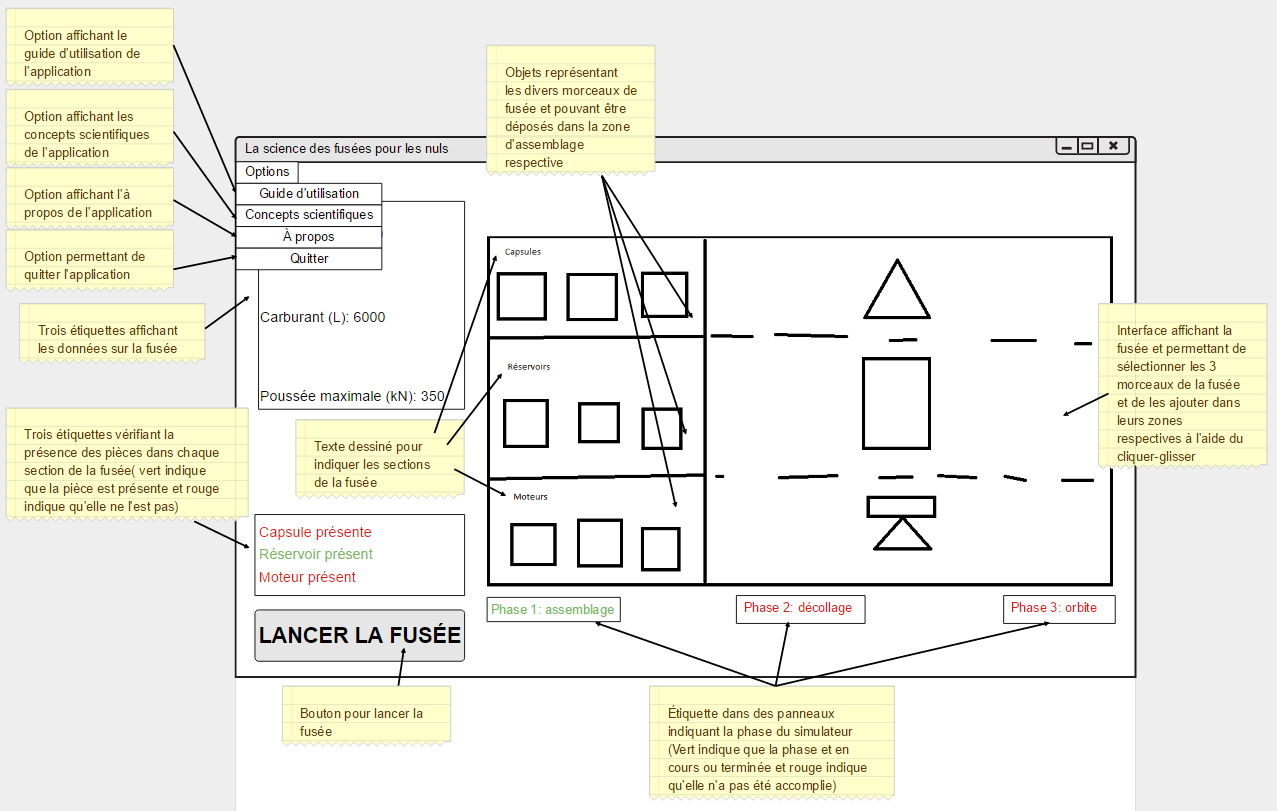 Option affichant le
guide d'utilisation de
l'application
Option affichant les
concepts scientifiques
de l'application
Option affichant l'à
propos de l'application
Option permettant de
quitter l'application
Trois étiquettes affichant
les données sur la fusée
Trois étiquettes vérifiant la
présence des pièces dans chaque
section de la fusée( vert indique
que la pièce est présente et rouge
indique qu'elle ne l'est pas)
La science des fusées pour les nuls
Options
Guide d'utilisation
Concepts scientifiques
À propos
Quitter
Carburant (L): 6000
Poussée maximale (kN): 350
Objets représentant
les divers morceaux de
fusée et pouvant être
déposés dans la zone
d'assemblage
respective
Capsules
Réservoirs
Moteurs
Texte dessiné pour
indiquer les sections
de la fusée
Interface affichant la
fusée et permettant de
sélectionner les 3
morceaux de la fusée
et de les ajouter dans
leurs zones
respectives à l'aide du
cliquer-glisser
Capsule présente
Réservoir présent
Moteur présent
LANCER LA FUSÉE
Phase 1: assemblage
Phase 2: décollage
Phase 3: orbite
Bouton pour lancer la
fusée
Étiquette dans des panneaux
indiquant la phase du simulateur
(Vert indique que la phase et en
cours ou terminée et rouge indique
qu'elle n'a pas été accomplie)